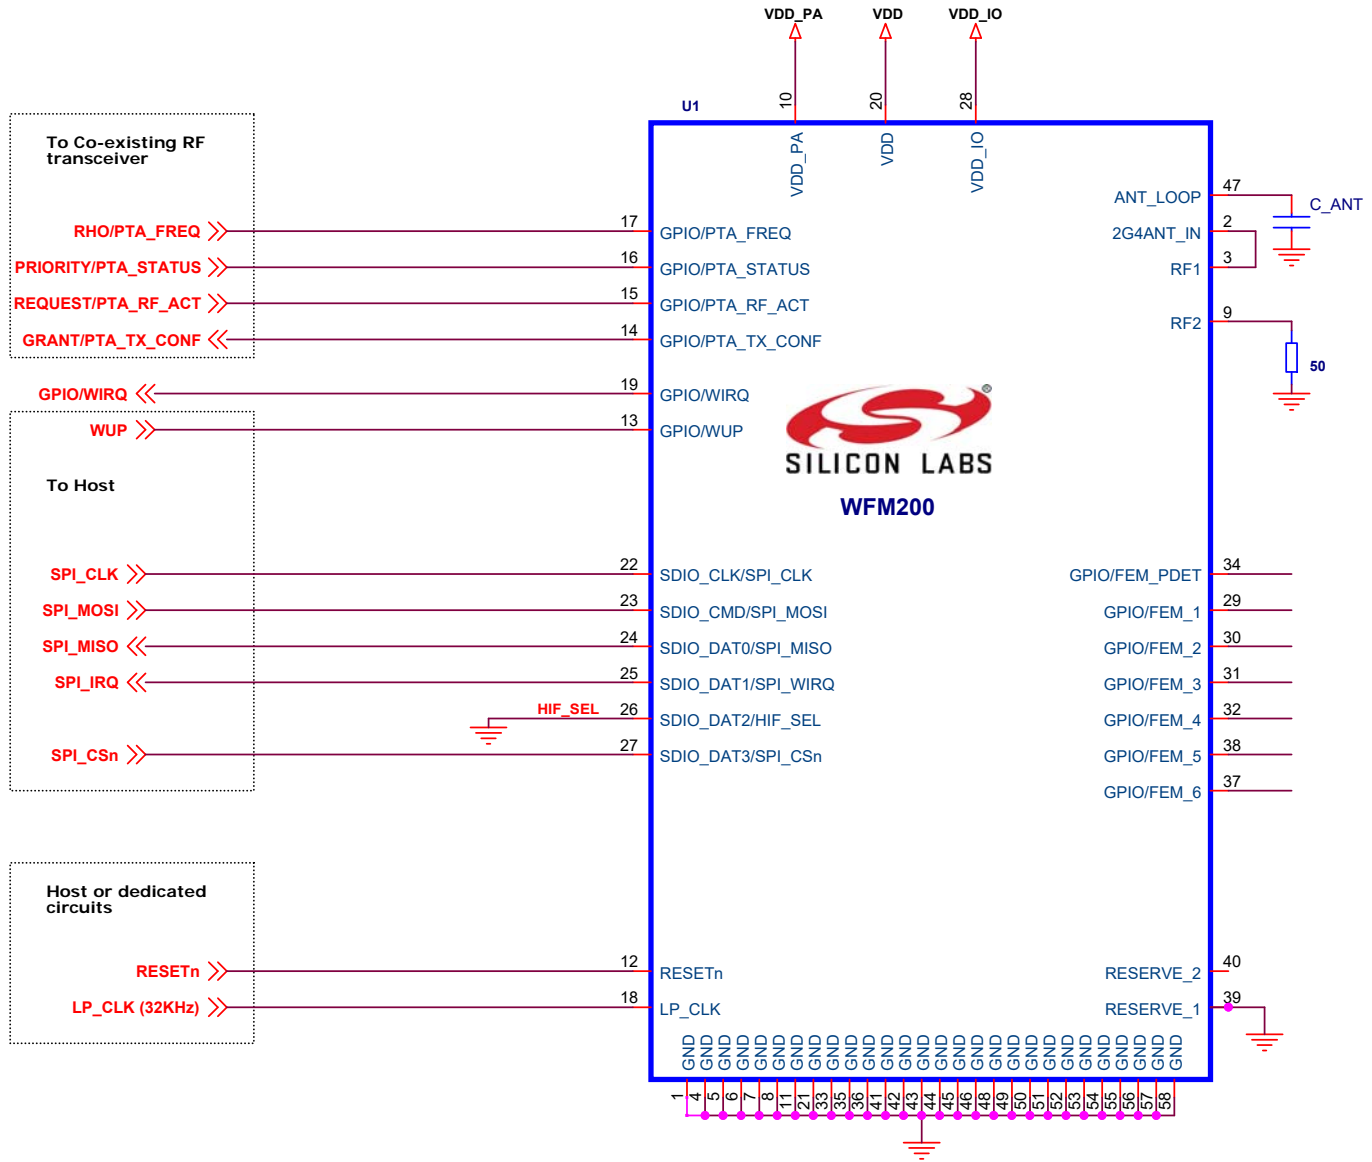 VDD_PA VDD VDD_IO
10 20 28
U1
VDD_PA VDD VDD_IO
To Co-existing RF
transceiver
RHO/PTA_FREQ 17 GPIO/PTA_FREQ
PRIORITY/PTA_STATUS 16 GPIO/PTA_STATUS
REQUEST/PTA_RF_ACT 15 GPIO/PTA_RF_ACT
GRANT/PTA_TX_CONF 14 GPIO/PTA_TX_CONF
GPIO/WIRQ 19 GPIO/WIRQ
WUP 13 GPIO/WUP
To Host
SPI_CLK 22 SDIO_CLK/SPI_CLK
SPI_MOSI 23 SDIO_CMD/SPI_MOSI
SPI_MISO 24 SDIO_DAT0/SPI_MISO
SPI_IRQ 25 SDIO_DAT1/SPI_WIRQ
HIF_SEL 26 SDIO_DAT2/HIF_SEL
SPI_CSn 27 SDIO_DAT3/SPI_CSn
Host or dedicated
circuits
RESETn 12 RESETn
LP_CLK (32KHz) 18 LP_CLK
®
SILICON LABS
WFM200
ANT_LOOP 47 C_ANT
2G4ANT_IN 2
RF1 3
RF2 9
50
GPIO/FEM_PDET 34
GPIO/FEM_1 29
GPIO/FEM_2 30
GPIO/FEM_3 31
GPIO/FEM_4 32
GPIO/FEM_5 38
GPIO/FEM_6 37
RESERVE_2 40
RESERVE_1 39
GND GND GND GND GND GND GND GND GND GND GND GND GND GND GND GND GND GND GND GND GND GND GND GND GND GND GND GND
1 4 5 6 7 8 11 21 33 35 36 41 42 43 44 45 46 48 49 50 51 52 53 54 55 56 57 58